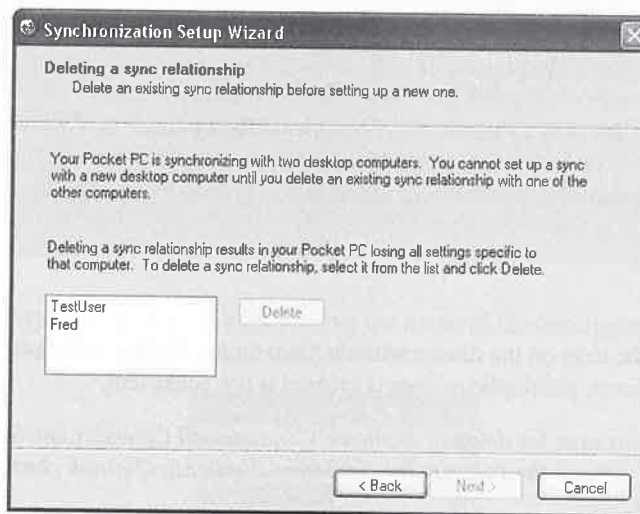 Synchronization Setup Wizard
Deleting a sync relationship
Delete an existing sync relationship before setting up a new one.
Your Pocket PC is synchronizing with two desktop computers. You cannot set up a sync
with a new desktop computer until you delete an existing sync relationship with one of the
other computers.
Deleting a sync relationship results in your Pocket PC losing all settings specific to
that computer. To delete a sync relationship, select it from the list and click Delete.
TestUser
Fred
Delete
< Back
Next >
Cancel